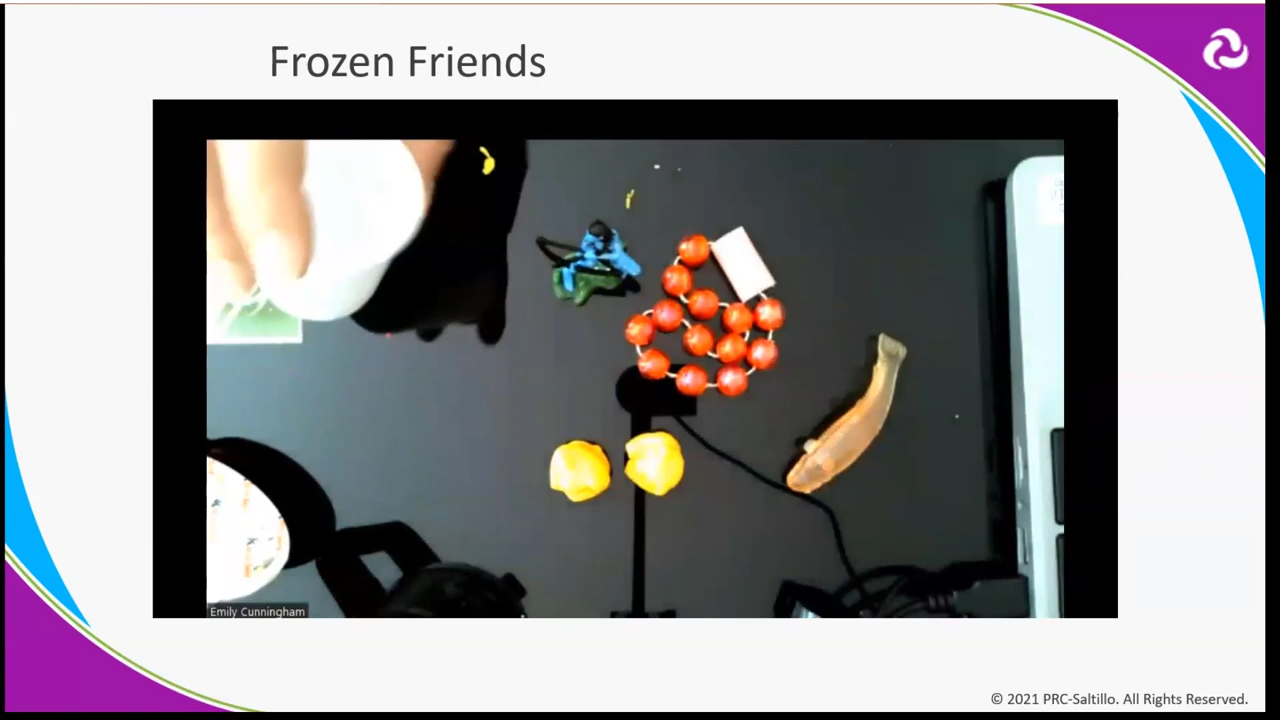 Frozen Friends
Emily Cunningham
© 2021 PRC-Saltillo. All Rights Reserved.